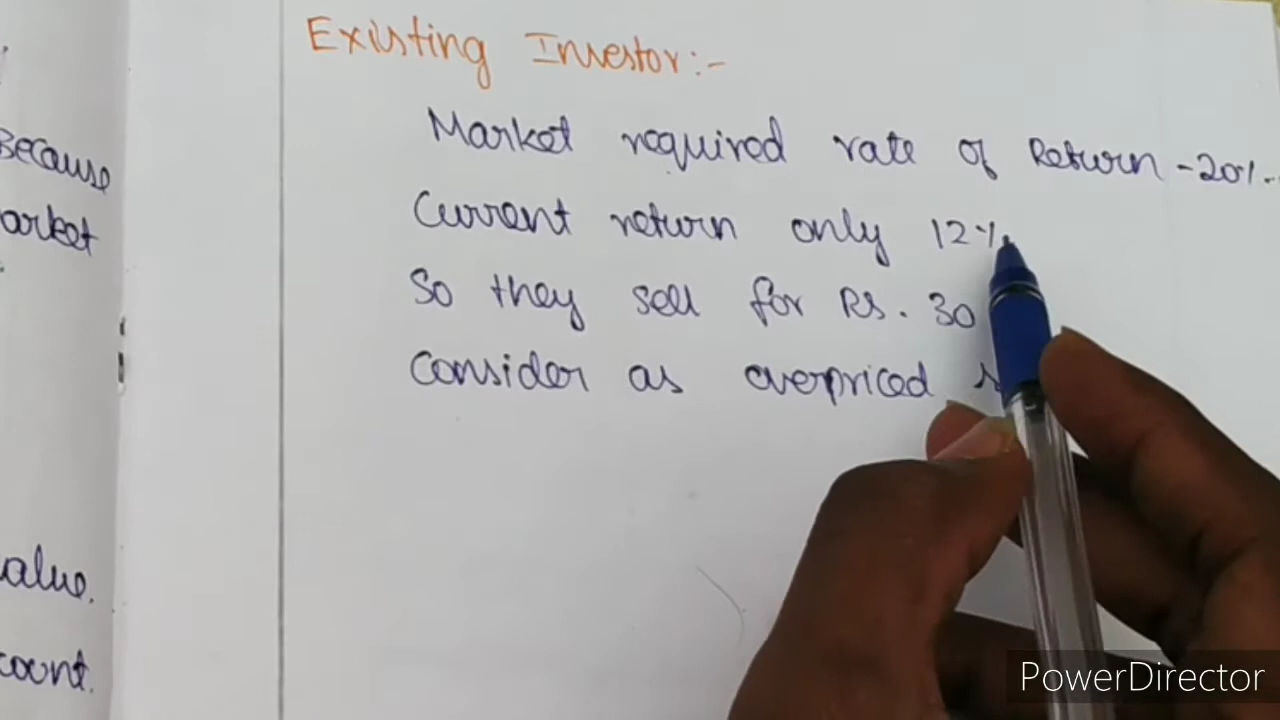 Existing Investor:-
Market required rate of Return - 20%.
Current return only 12%
So they sell for Rs. 30
Consider as overpriced
Because
arket
alue.
count.
PowerDirector